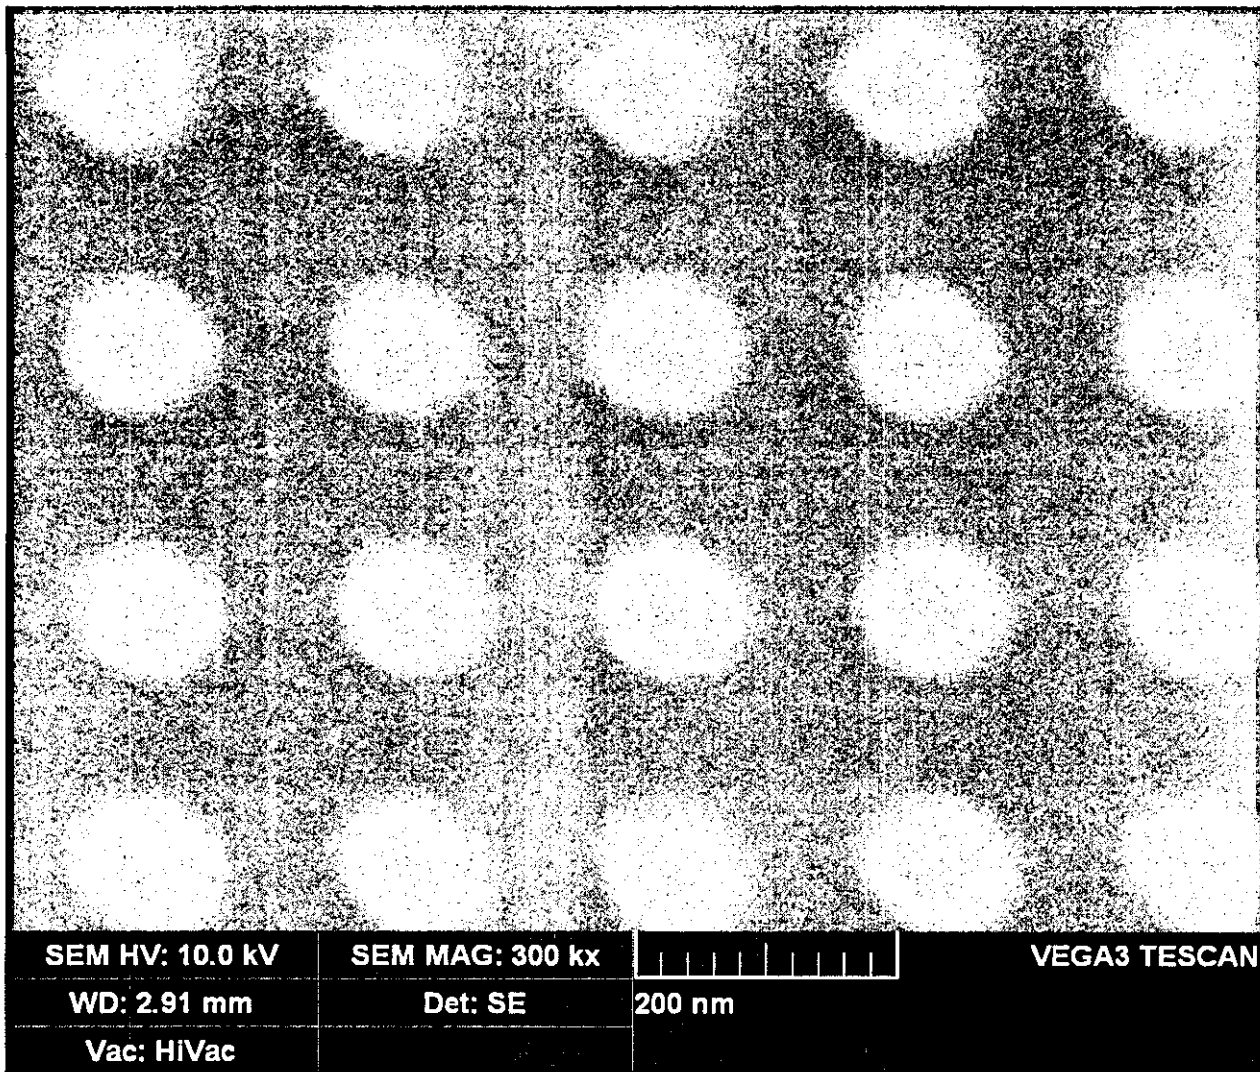 SEM HV: 10.0 kV
SEM MAG: 300 kx
VEGA3 TESCAN
WD: 2.91 mm
Det: SE
200 nm
Vac: HiVac